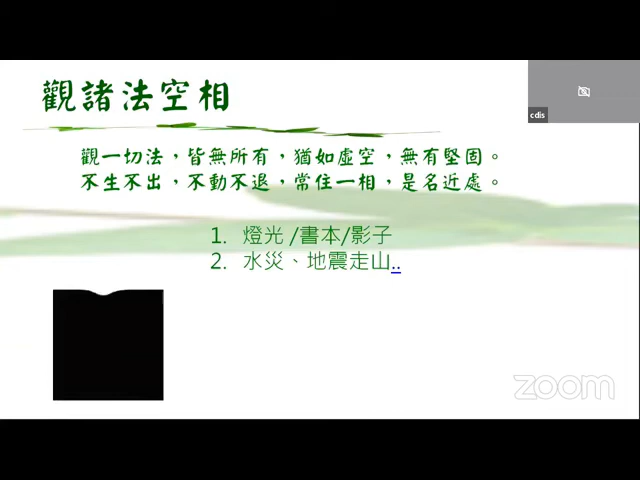 觀諸法空相
cdis
觀一切法，皆無所有，猶如虛空，無有堅固。
不生不出，不動不退，常住一相，是名近處。
1. 燈光 /書本/影子
2. 水災、地震走山..
zoom